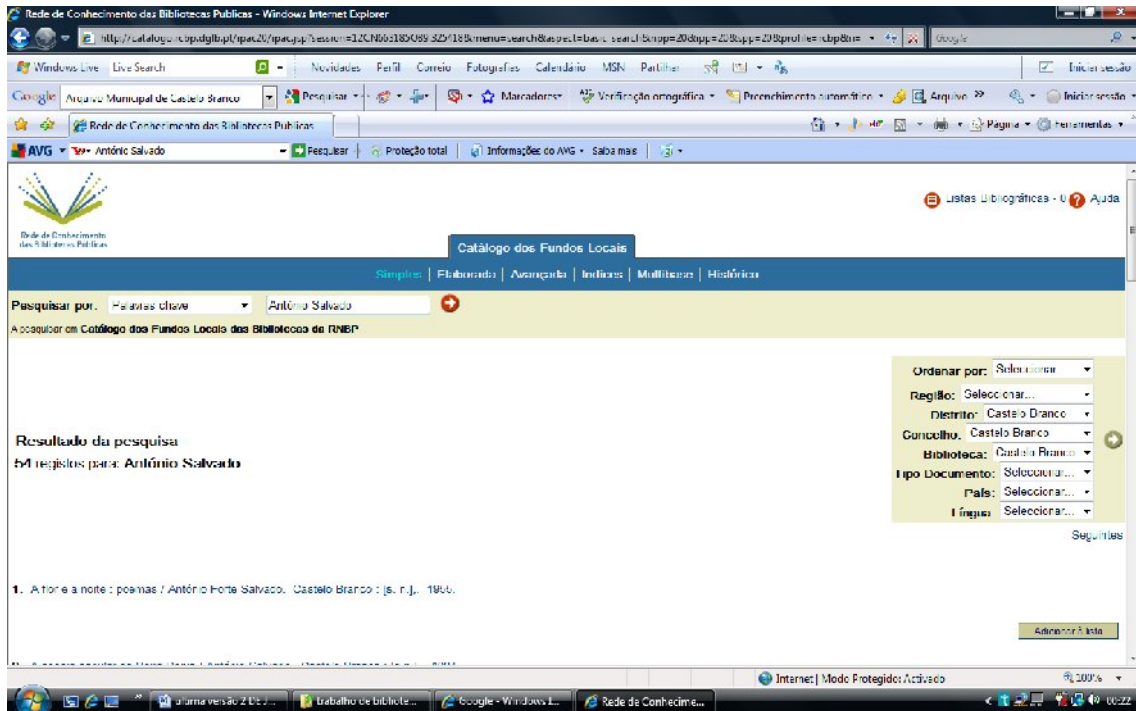 Rede de Conhecimento das Bibliotecas Publicas - Windows Internet Explorer
Google
Windows Live Live Search Novidades Perfil Correio Fotografias Calendário MSN Partilhar Iniciar sessão
Google Arquivo Municipal de Castelo Branco Pesquisar Marcadores Verificação ortográfica Preenchimento automático Arquivo Iniciar sessão
Rede de Conhecimento das Bibliotecas Publicas Página Ferramentas
AVG António Salvado Pesquisar Proteção total Informações do AVG Saiba mais
Listas Bibliográficas - 0 Ajuda
Rede de Conhecimento
das Bibliotecas Públicas
Catálogo dos Fundos Locais
Simples | Elaborada | Avançada | Indices | Multibase | Histórico
Pesquisar por: Palavras chave António Salvado
A pesquisar em Catálogo dos Fundos Locais das Bibliotecas da RNBP
Ordenar por: Seleccionar
Região: Seleccionar...
Distrito: Castelo Branco
Concelho: Castelo Branco
Resultado da pesquisa
Biblioteca: Castelo Branco
54 registos para: António Salvado
Tipo Documento: Seleccionar...
País: Seleccionar...
Língua Seleccionar...
Seguintes
1. A flor e a noite : poemas / António Forte Salvado. Castelo Branco : [s. n.], 1955.
Adicionar à lista
Internet | Modo Protegido: Activado 100%
ultima versão 2 DE J... trabalho de bibliote... Google - Windows I... Rede de Conhecime... 00:22